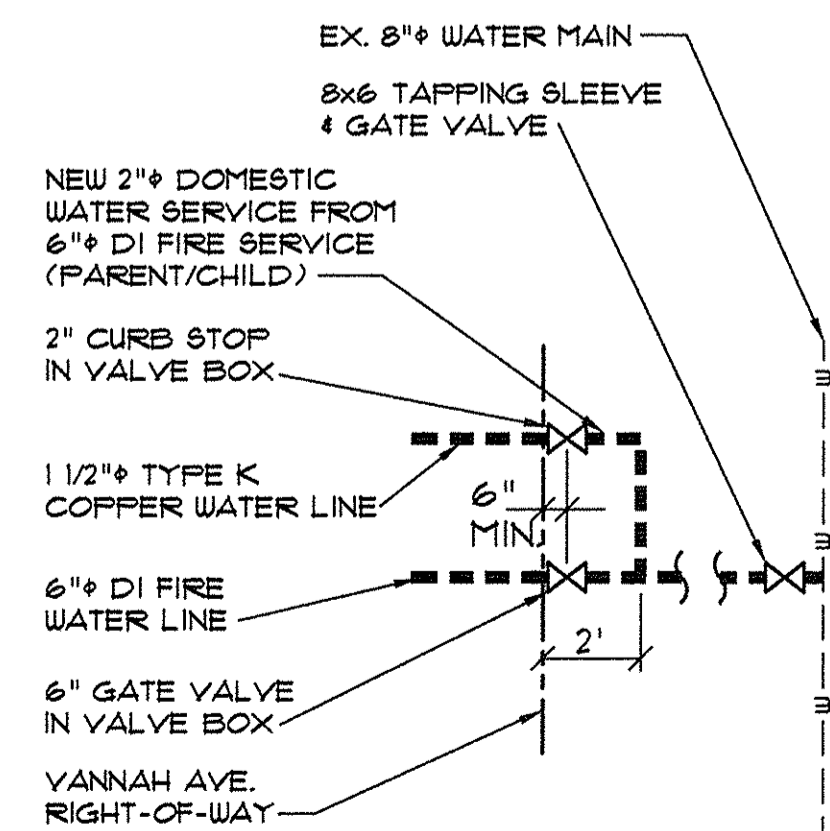 EX. 8"ϕ WATER MAIN
8x6 TAPPING SLEEVE
& GATE VALVE
NEW 2"ϕ DOMESTIC
WATER SERVICE FROM
6"ϕ DI FIRE SERVICE
(PARENT/CHILD)
2" CURB STOP
IN VALVE BOX
1 1/2"ϕ TYPE K
COPPER WATER LINE
6"ϕ DI FIRE
WATER LINE
6" GATE VALVE
IN VALVE BOX
VANNAH AVE.
RIGHT-OF-WAY
6"
MIN.
2'
W
W
W